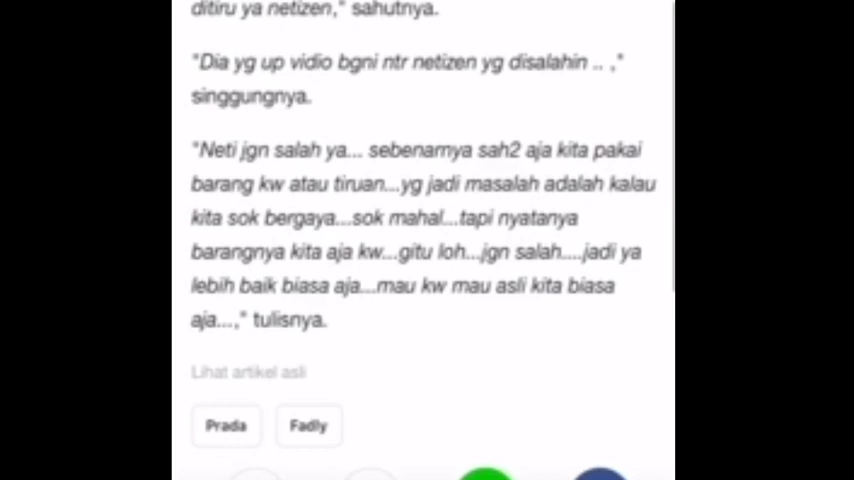 ditiru ya netizen," sahutnya.
"Dia yg up vidio bgni ntr netizen yg disalahin .. ,"
singgungnya.
"Neti jgn salah ya... sebenarnya sah2 aja kita pakai
barang kw atau tiruan...yg jadi masalah adalah kalau
kita sok bergaya...sok mahal...tapi nyatanya
barangnya kita aja kw...gitu loh...jgn salah....jadi ya
lebih baik biasa aja...mau kw mau asli kita biasa
aja...," tulisnya.
Lihat artikel asli
Prada
Fadly